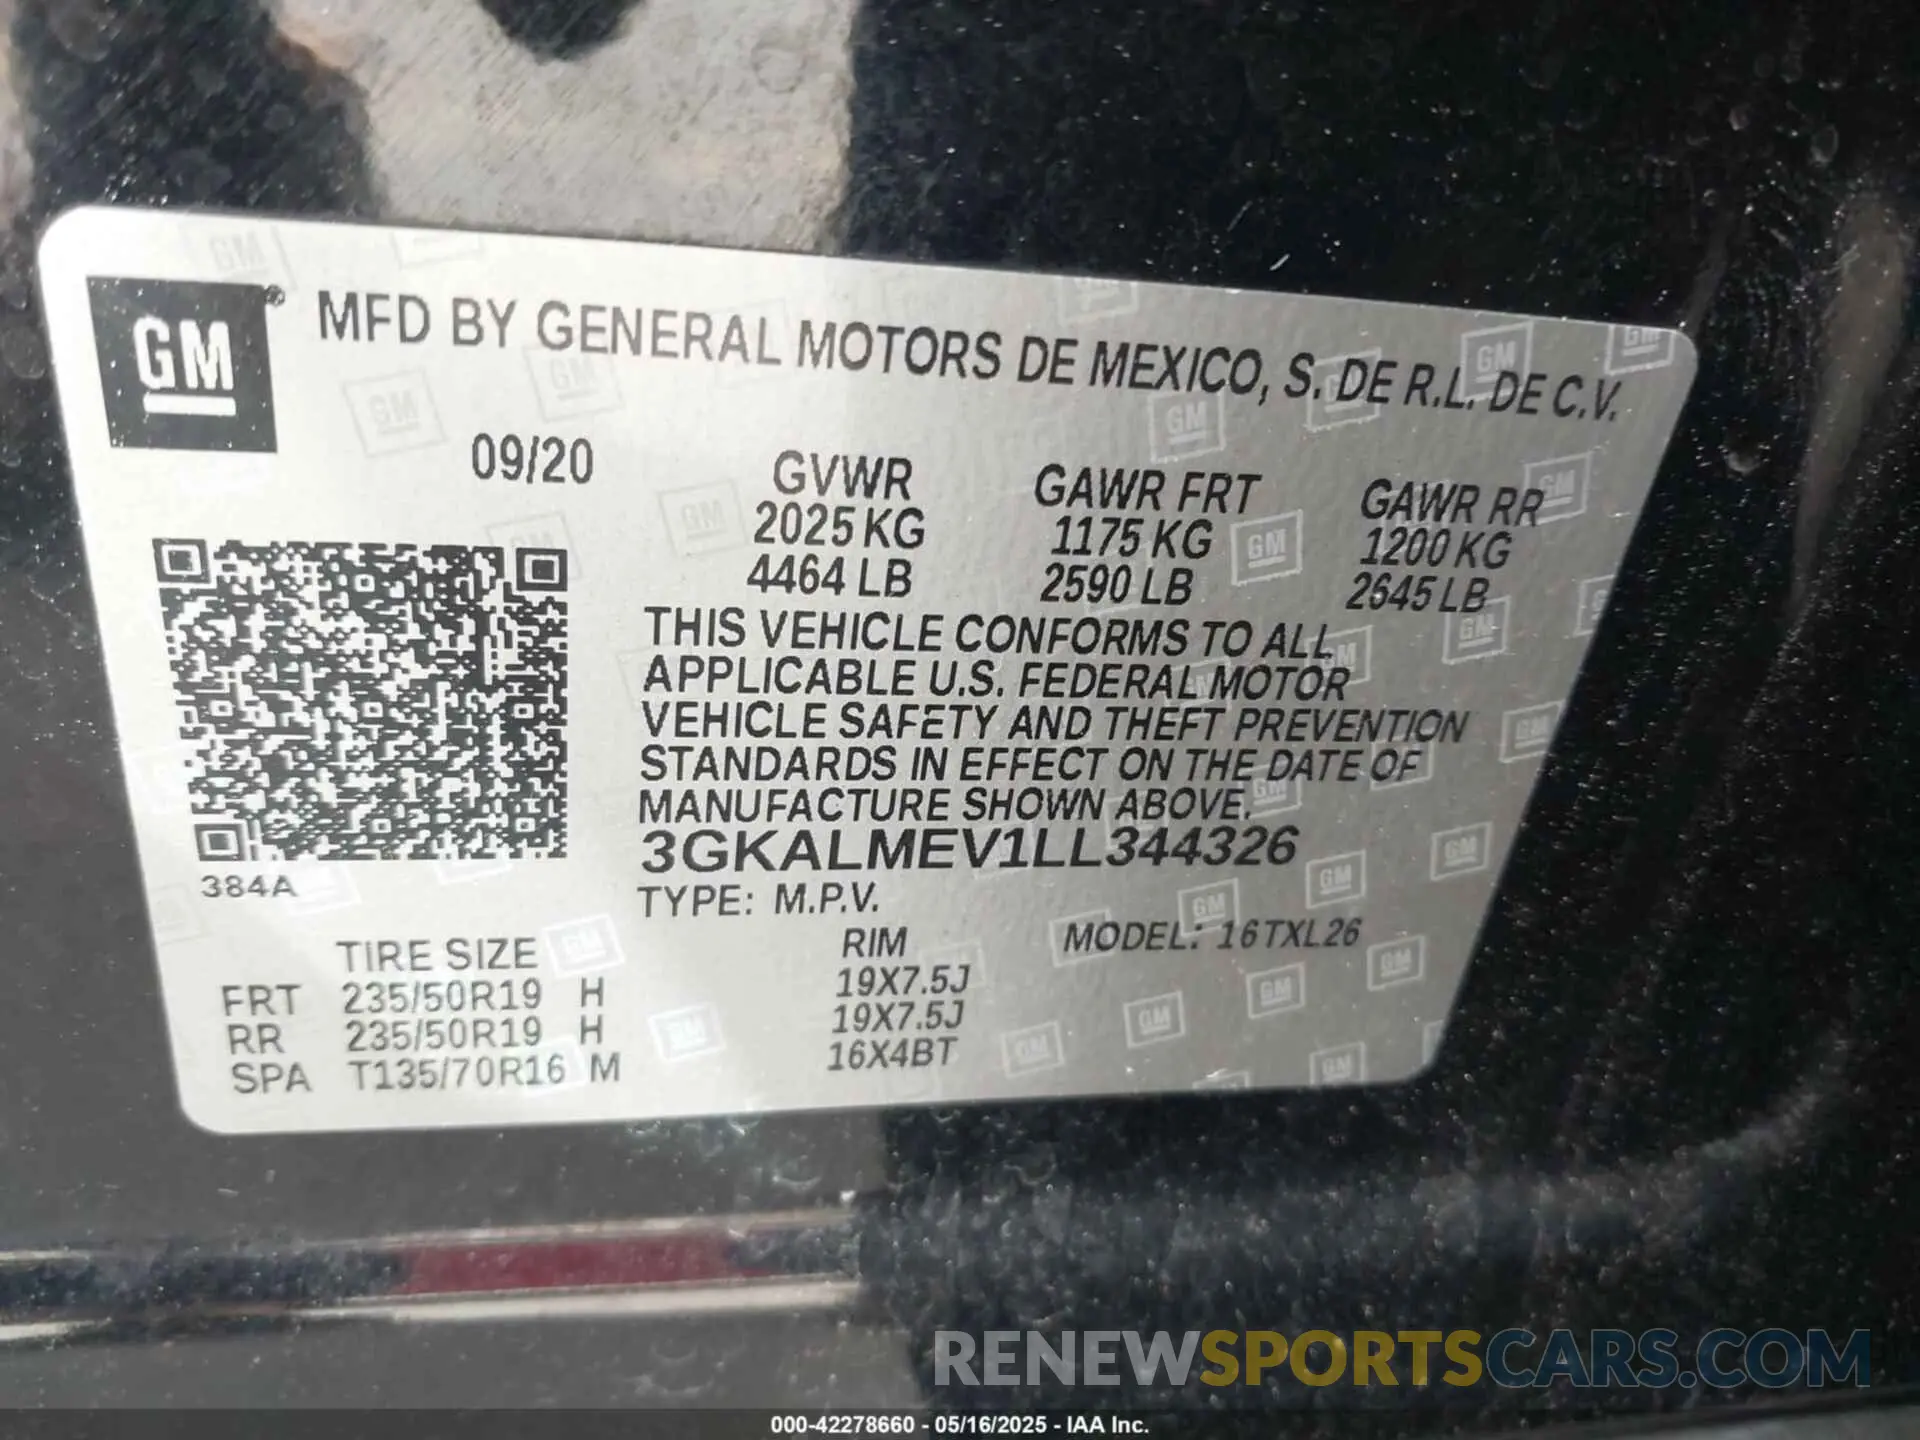 GM® MFD BY GENERAL MOTORS DE MEXICO, S. DE R.L. DE C.V.
09/20 GVWR GAWR FRT GAWR RR
2025 KG 1175 KG 1200 KG
4464 LB 2590 LB 2645 LB
THIS VEHICLE CONFORMS TO ALL
APPLICABLE U.S. FEDERAL MOTOR
VEHICLE SAFETY AND THEFT PREVENTION
STANDARDS IN EFFECT ON THE DATE OF
MANUFACTURE SHOWN ABOVE.
3GKALMEV1LL344326
384A
TYPE: M.P.V.
TIRE SIZE RIM MODEL: 16TXL26
FRT 235/50R19 H 19X7.5J
RR 235/50R19 H 19X7.5J
SPA T135/70R16 M 16X4BT
RENEWSPORTSCARS.COM
000-42278660 - 05/16/2025 - IAA Inc.